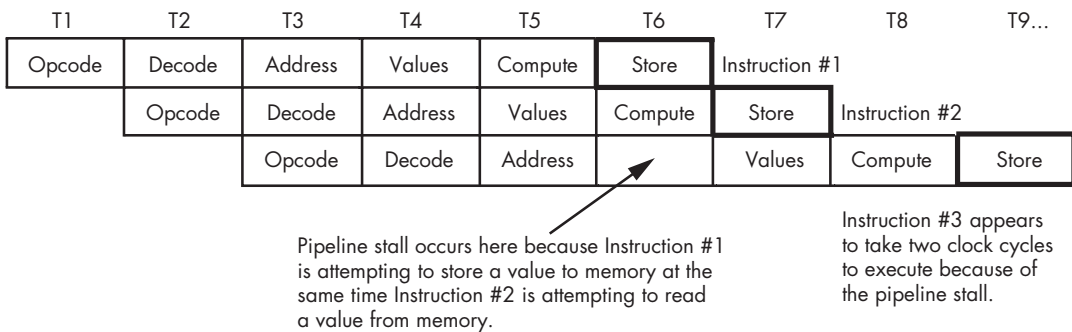 T1 T2 T3 T4 T5 T6 T7 T8 T9...
Opcode Decode Address Values Compute Store Instruction #1
Opcode Decode Address Values Compute Store Instruction #2
Opcode Decode Address Values Compute Store
Pipeline stall occurs here because Instruction #1
is attempting to store a value to memory at the
same time Instruction #2 is attempting to read
a value from memory.
Instruction #3 appears
to take two clock cycles
to execute because of
the pipeline stall.